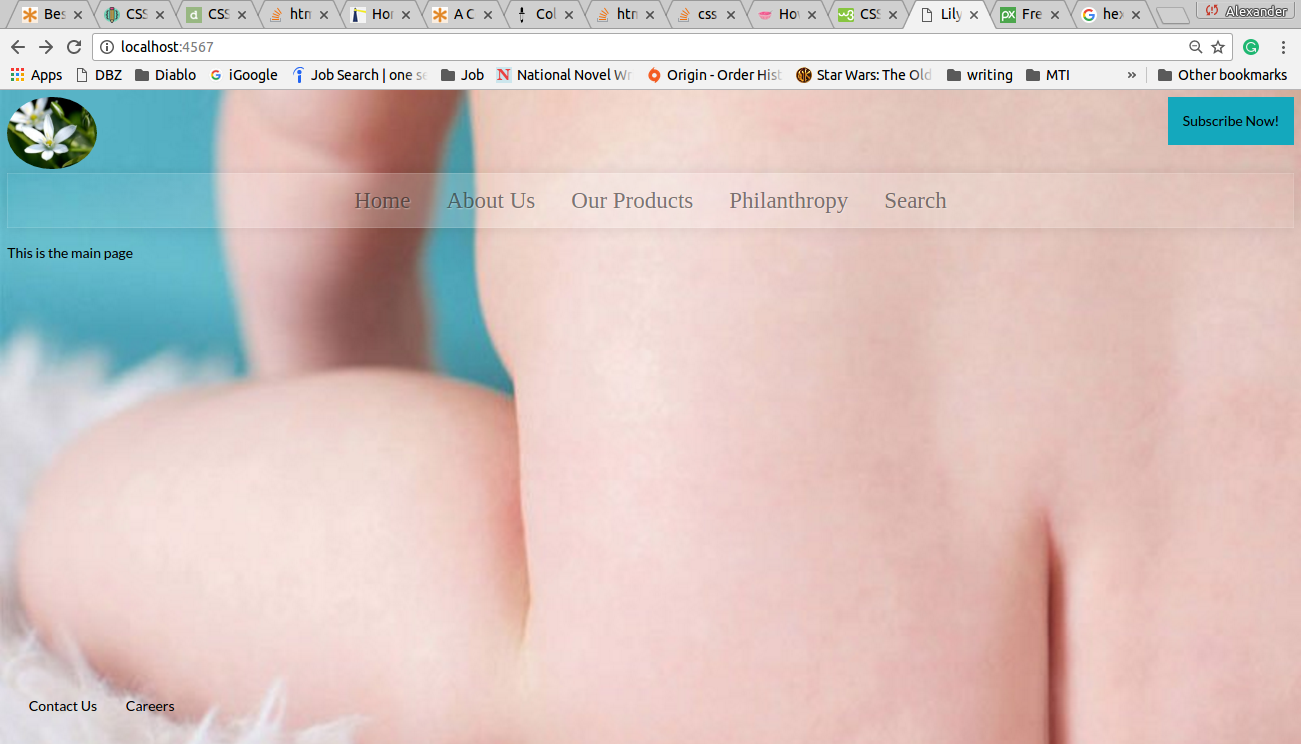 Bes
CSS
CSS
htm
Hor
A C
Col
htm
css
Hov
CSS
Lily
Fre
hex
Alexander
localhost:4567
Apps DBZ Diablo iGoogle Job Search | one se Job National Novel Wr Origin - Order Hist Star Wars: The Old writing MTI » Other bookmarks
Subscribe Now!
Home About Us Our Products Philanthropy Search
This is the main page
Contact Us Careers